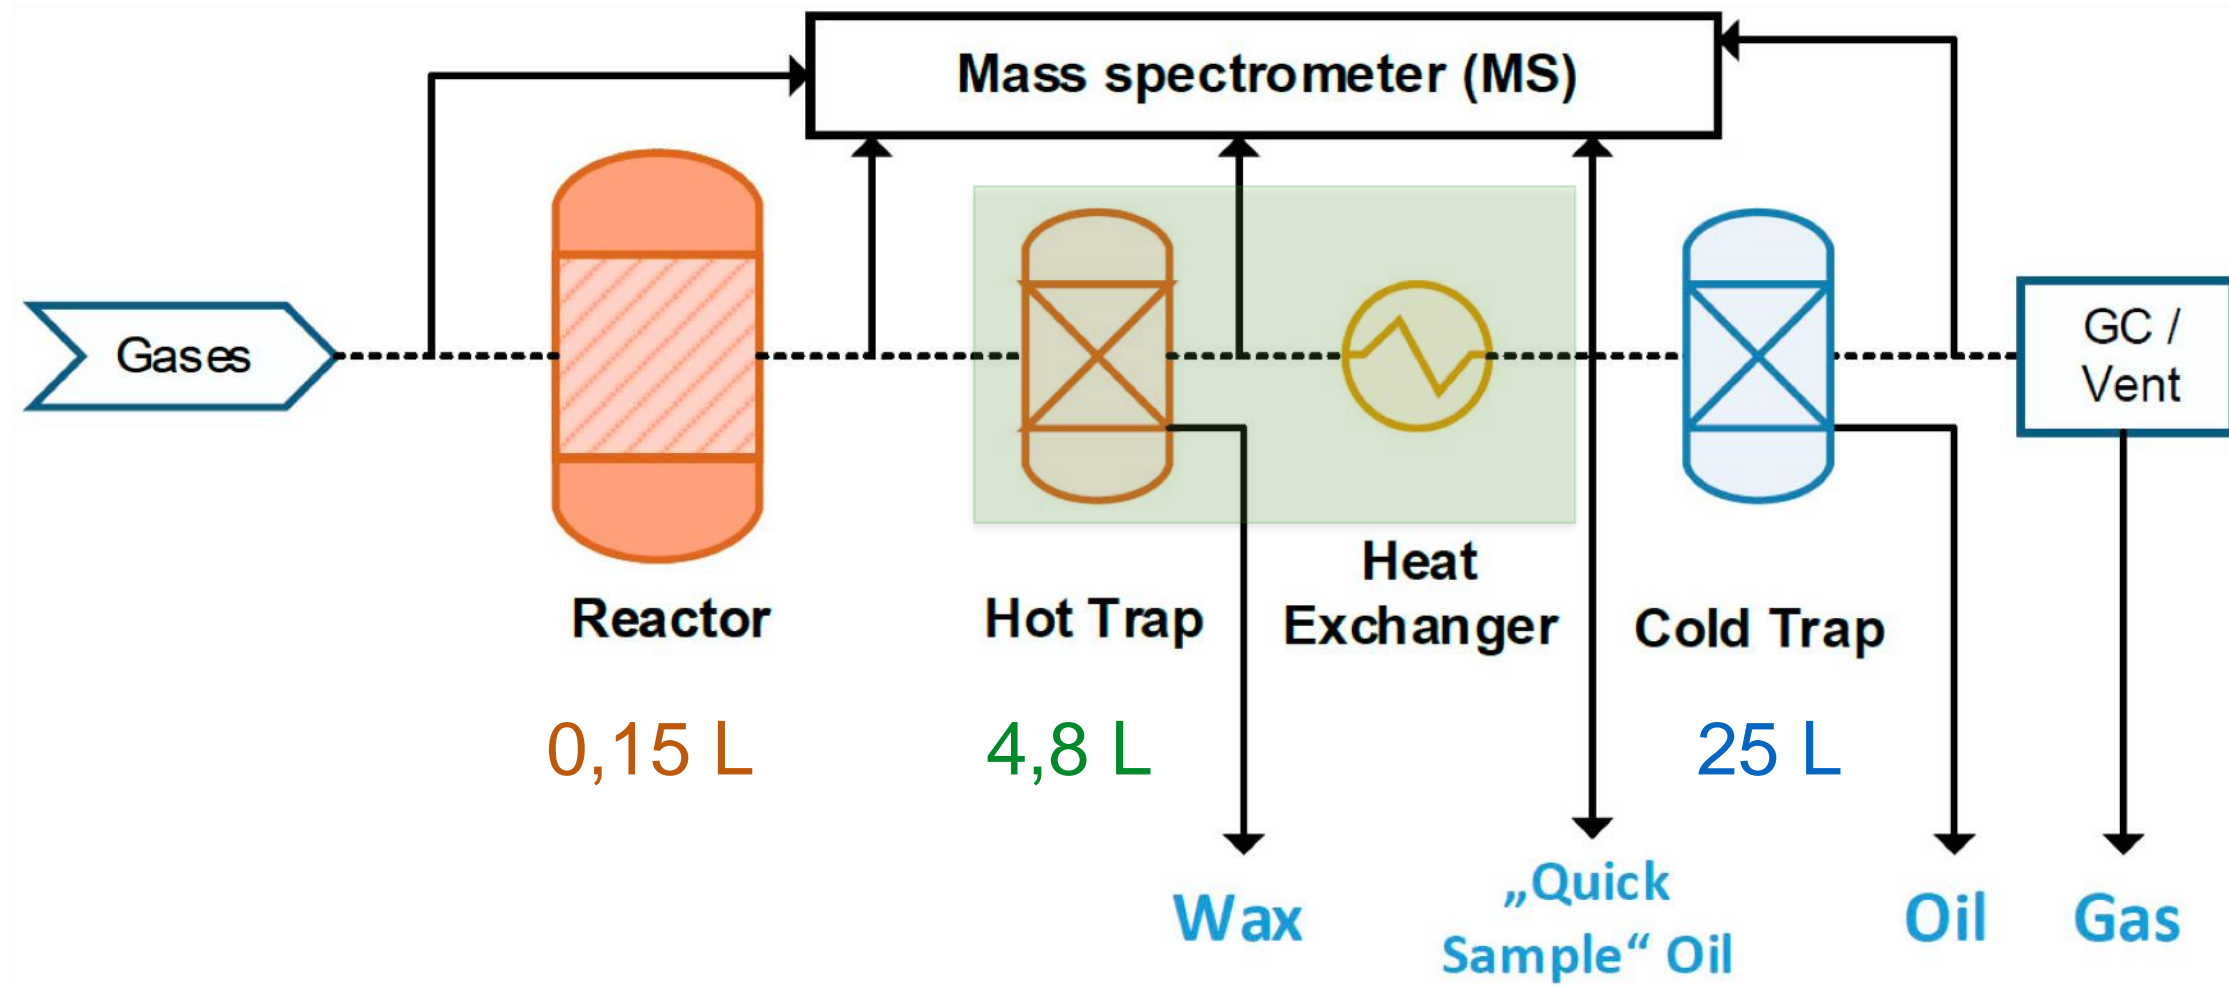 Mass spectrometer (MS)
Gases
GC /
Vent
Reactor
Hot Trap
Heat
Exchanger
Cold Trap
0,15 L
4,8 L
25 L
Wax
„Quick
Sample“ Oil
Oil
Gas